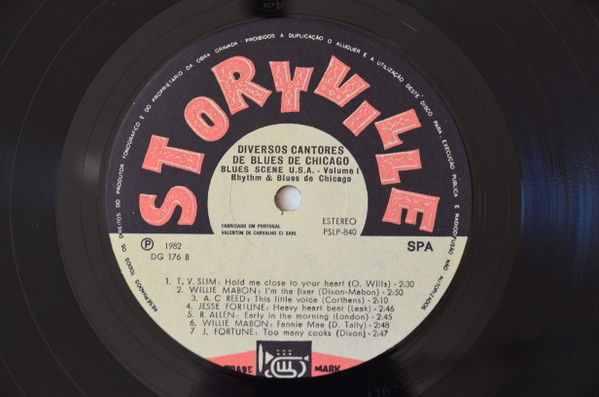 RESERVADOS TODOS OS DIREITOS DO PRODUTOR FONOGRÁFICO E DO PROPRIETÁRIO DA OBRA GRAVADA · PROIBIDOS A DUPLICAÇÃO O ALUGUER E A UTILIZAÇÃO DESTE DISCO PARA EXECUÇÃO PÚBLICA E RADIODIFUSÃO NÃO AUTORIZADOS
STORYVILLE
DIVERSOS CANTORES
DE BLUES DE CHICAGO
BLUES SCENE U.S.A. - Volume I
Rhythm & Blues de Chicago
FABRICADO EM PORTUGAL
VALENTIM DE CARVALHO CI SARL
ESTEREO
PSLP-840
℗ 1982
SPA
DG 176 B
1. T. V. SLIM: Hold me close to your heart (O. Wills) - 2:30
2. WILLIE MABON: I'm the fixer (Dixon-Mabon) - 2:50
3. A. C REED: This little voice (Corthens) - 2:10
4. JESSE FORTUNE: Heavy heart beat (Leak) - 2:46
5. R. ALLEN: Early in the morning (London) - 2.45
6. WILLIE MABON: Fannie Mae (D. Tally) - 2:48
7 J. FORTUNE: Too many cooks (Dixon) - 2:47
TRADE MARK